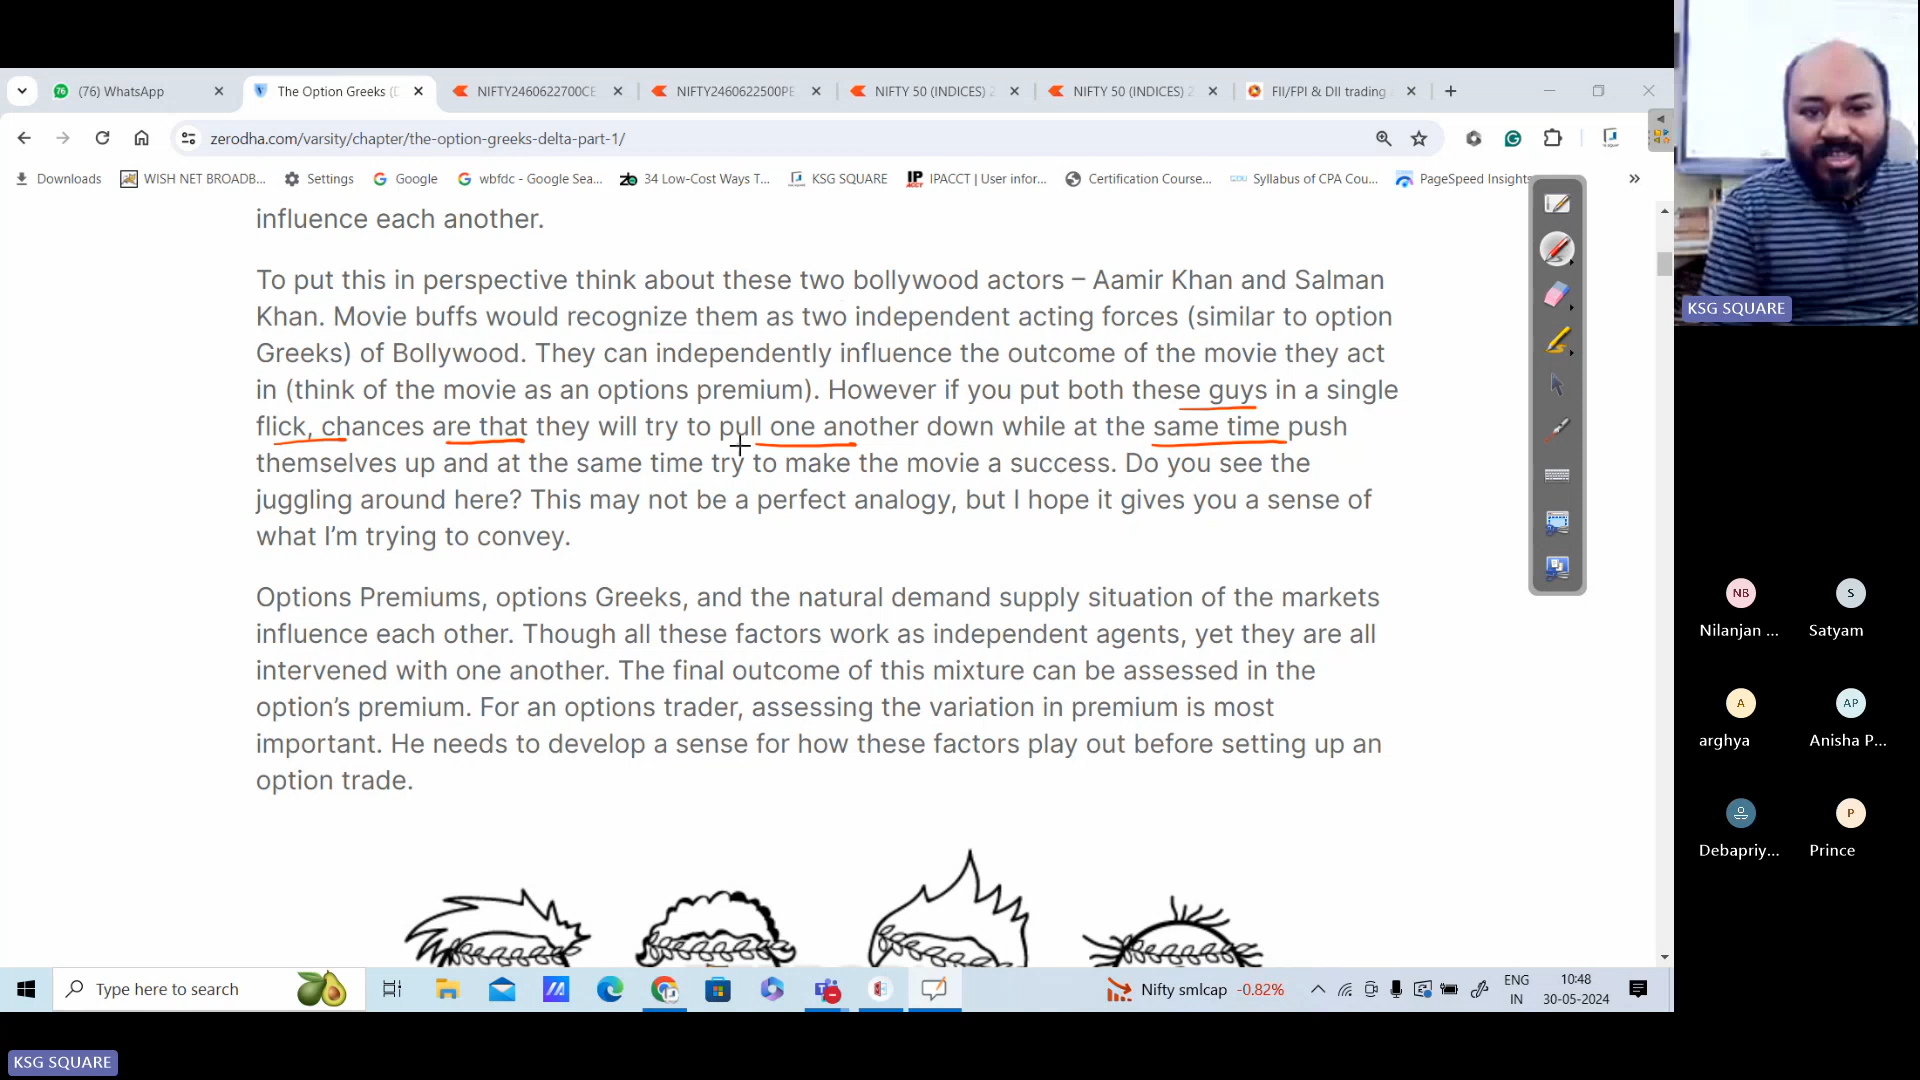 (76) WhatsApp
The Option Greeks (D
NIFTY2460622700CE
NIFTY2460622500PE
NIFTY 50 (INDICES) 2
NIFTY 50 (INDICES) 2
FII/FPI & DII trading
zerodha.com/varsity/chapter/the-option-greeks-delta-part-1/
Downloads
WISH NET BROADB...
Settings
Google
wbfdc - Google Sea...
34 Low-Cost Ways T...
KSG SQUARE
IPACCT | User infor...
Certification Course...
Syllabus of CPA Cou...
PageSpeed Insights
influence each another.
To put this in perspective think about these two bollywood actors – Aamir Khan and Salman
Khan. Movie buffs would recognize them as two independent acting forces (similar to option
Greeks) of Bollywood. They can independently influence the outcome of the movie they act
in (think of the movie as an options premium). However if you put both these guys in a single
flick, chances are that they will try to pull one another down while at the same time push
themselves up and at the same time try to make the movie a success. Do you see the
juggling around here? This may not be a perfect analogy, but I hope it gives you a sense of
what I’m trying to convey.
Options Premiums, options Greeks, and the natural demand supply situation of the markets
influence each other. Though all these factors work as independent agents, yet they are all
intervened with one another. The final outcome of this mixture can be assessed in the
option’s premium. For an options trader, assessing the variation in premium is most
important. He needs to develop a sense for how these factors play out before setting up an
option trade.
Type here to search
Nifty smlcap -0.82%
ENG
IN
10:48
30-05-2024
KSG SQUARE
NB
Nilanjan ...
S
Satyam
A
arghya
AP
Anisha P...
Debapriy...
P
Prince
KSG SQUARE